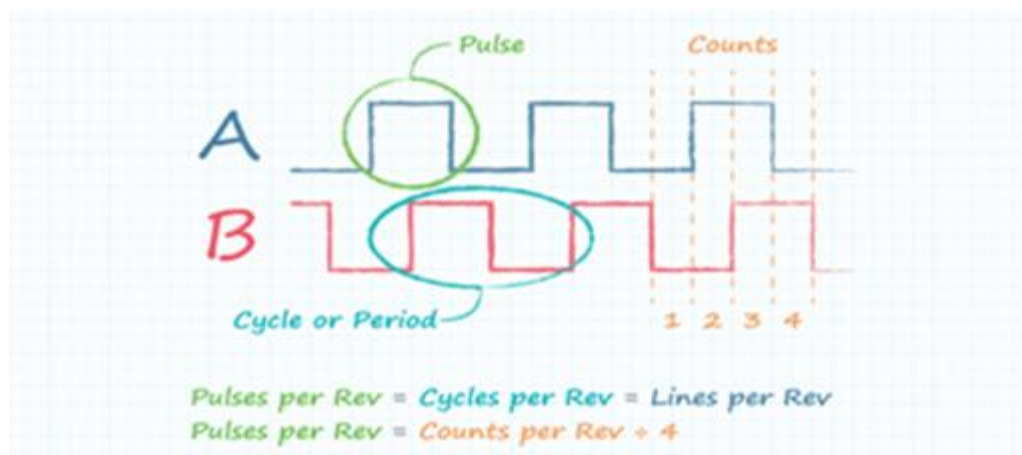 Pulse
Counts
A
B
Cycle or Period
1 2 3 4
Pulses per Rev = Cycles per Rev = Lines per Rev
Pulses per Rev = Counts per Rev ÷ 4